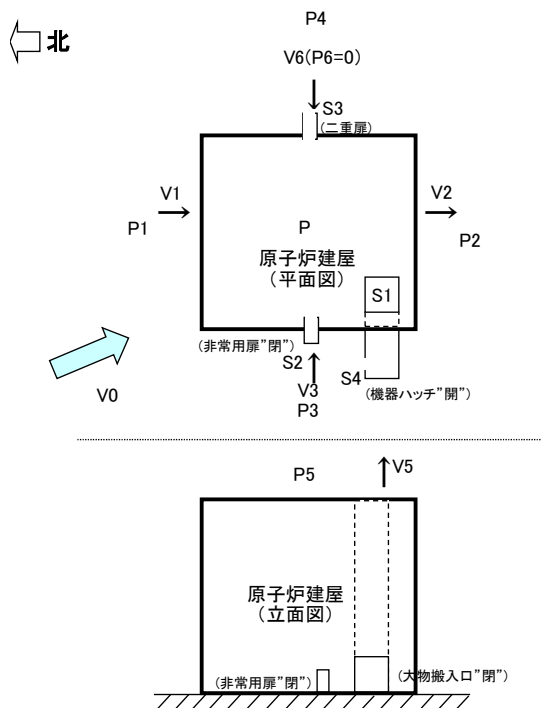 P4
北
V6(P6=0)
S3
(二重扉)
V1
V2
P1
P
P2
原子炉建屋
(平面図)
S1
(非常用扉"閉")
S2
S4
(機器ハッチ"開")
V0
V3
P3
P5
V5
原子炉建屋
(立面図)
(非常用扉"閉")
(大物搬入口"閉")